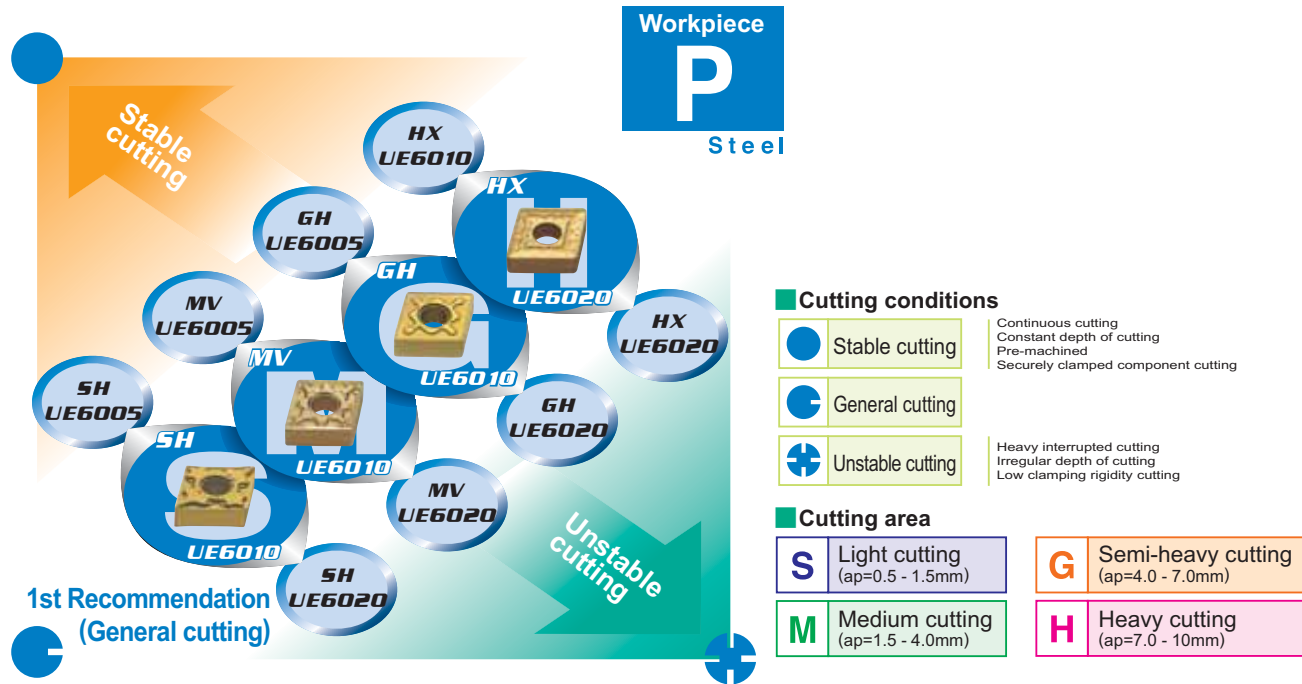 Workpiece
P
Steel
Stable
cutting
HX
UE6010
HX
H
UE6020
GH
UE6005
GH
G
UE6010
HX
UE6020
MV
UE6005
MV
M
UE6010
GH
UE6020
SH
UE6005
SH
S
UE6010
MV
UE6020
SH
UE6020
Unstable
cutting
1st Recommendation
(General cutting)
Cutting conditions
Stable cutting
Continuous cutting
Constant depth of cutting
Pre-machined
Securely clamped component cutting
General cutting
Unstable cutting
Heavy interrupted cutting
Irregular depth of cutting
Low clamping rigidity cutting
Cutting area
S
Light cutting
(ap=0.5 - 1.5mm)
G
Semi-heavy cutting
(ap=4.0 - 7.0mm)
M
Medium cutting
(ap=1.5 - 4.0mm)
H
Heavy cutting
(ap=7.0 - 10mm)